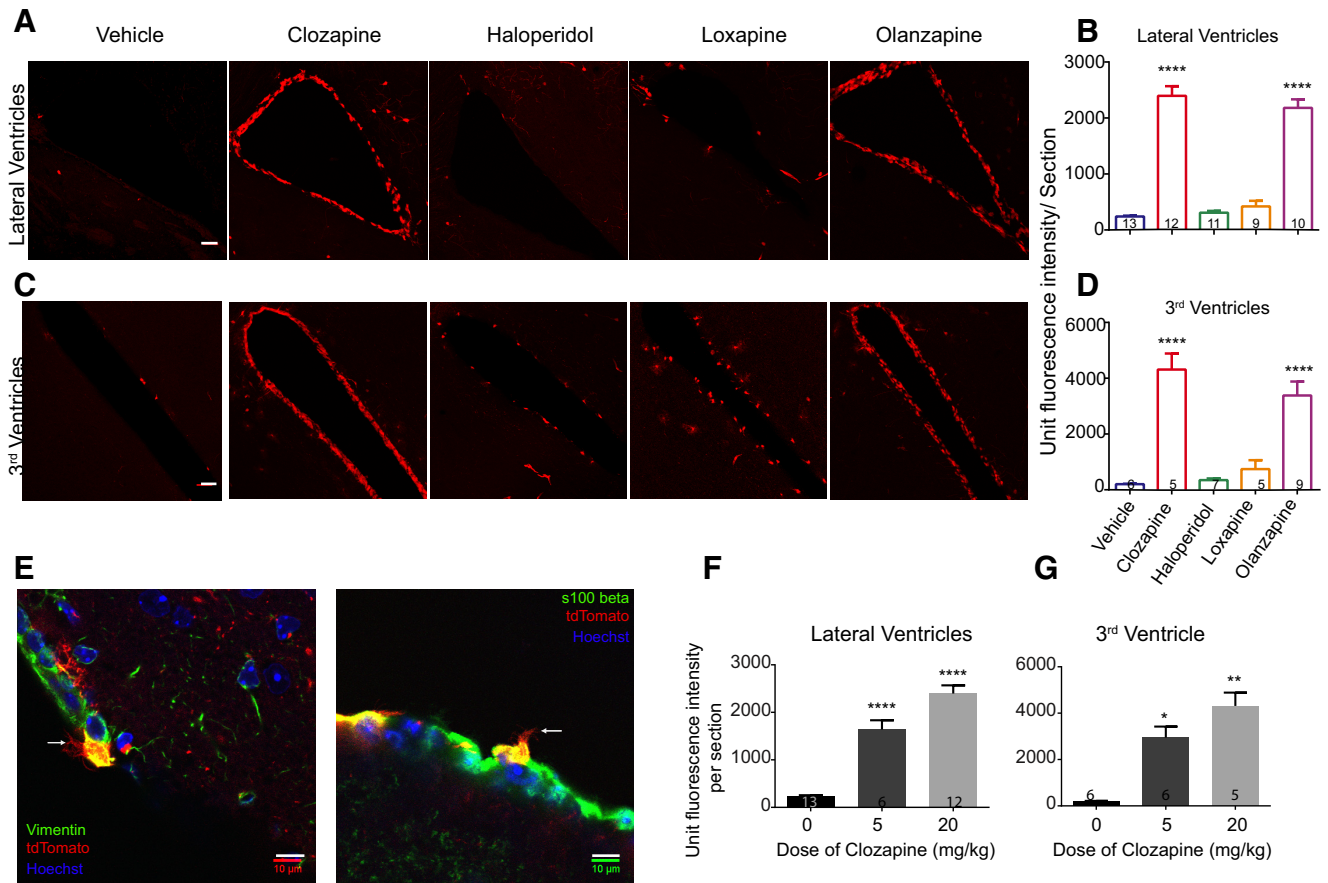 A
Vehicle Clozapine Haloperidol Loxapine Olanzapine
Lateral Ventricles
B
Lateral Ventricles
Unit fluorescence intensity/ Section
3000
2000
1000
0
**** ****
13 12 11 9 10
C
3rd Ventricles
D
3rd Ventricles
6000
4000
2000
0
**** ****
6 5 7 5 9
Vehicle Clozapine Haloperidol Loxapine Olanzapine
E
Vimentin
tdTomato
Hoechst
10 µm
s100 beta
tdTomato
Hoechst
10 µm
F
Lateral Ventricles
Unit fluorescence intensity
per section
3000
2000
1000
0
**** ****
13 6 12
0 5 20
Dose of Clozapine (mg/kg)
G
3rd Ventricle
6000
4000
2000
0
* **
6 6 5
0 5 20
Dose of Clozapine (mg/kg)